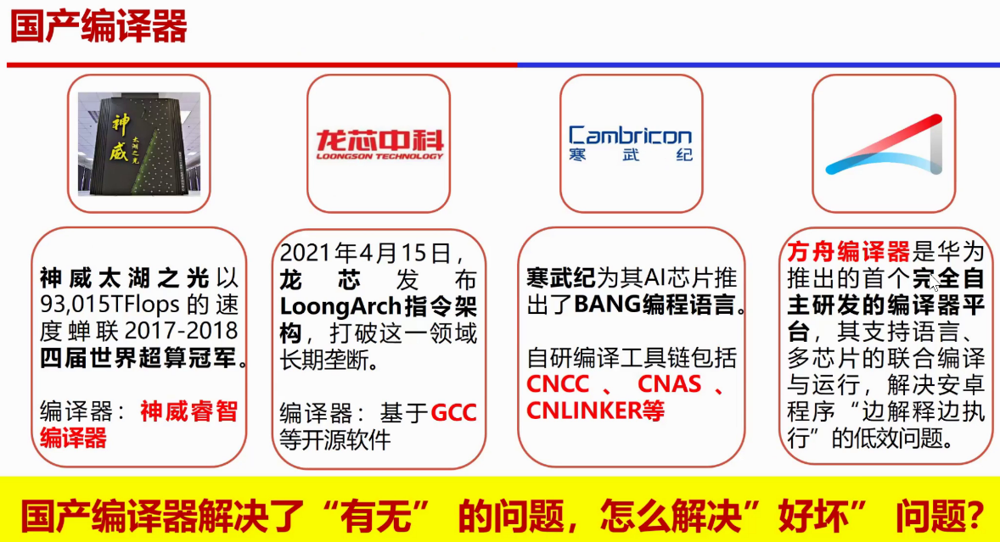 国产编译器
神威
太湖之光
龙芯中科
LOONGSON TECHNOLOGY
Cambricon
寒武纪
神威太湖之光以
93,015TFlops的速
度蝉联2017-2018
四届世界超算冠军。
编译器：神威睿智
编译器
2021年4月15日，
龙芯发布
LoongArch指令架
构，打破这一领域
长期垄断。
编译器：基于GCC
等开源软件
寒武纪为其AI芯片推
出了BANG编程语言。
自研编译工具链包括
CNCC、CNAS、
CNLINKER等
方舟编译器是华为
推出的首个完全自
主研发的编译器平
台，其支持语言、
多芯片的联合编译
与运行，解决安卓
程序“边解释边执
行”的低效问题。
国产编译器解决了“有无” 的问题，怎么解决”好坏” 问题？